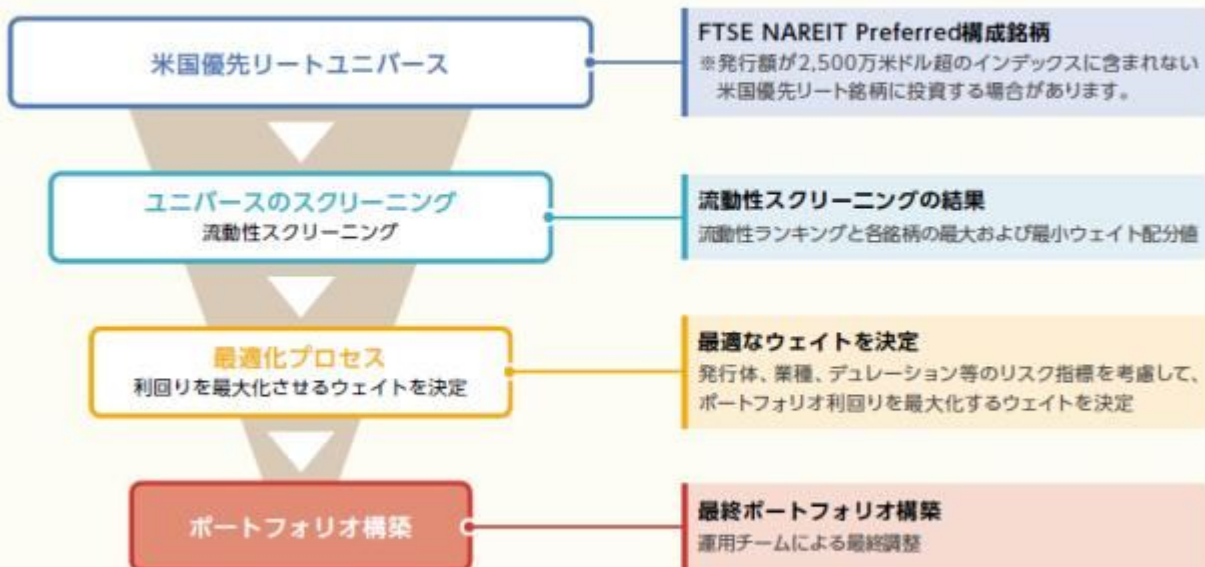 米国優先リートユニバース
FTSE NAREIT Preferred構成銘柄
※発行額が2,500万米ドル超のインデックスに含まれない
米国優先リート銘柄に投資する場合があります。
ユニバースのスクリーニング
流動性スクリーニング
流動性スクリーニングの結果
流動性ランキングと各銘柄の最大および最小ウェイト配分値
最適化プロセス
利回りを最大化させるウェイトを決定
最適なウェイトを決定
発行体、業種、デュレーション等のリスク指標を考慮して、
ポートフォリオ利回りを最大化するウェイトを決定
ポートフォリオ構築
最終ポートフォリオ構築
運用チームによる最終調整